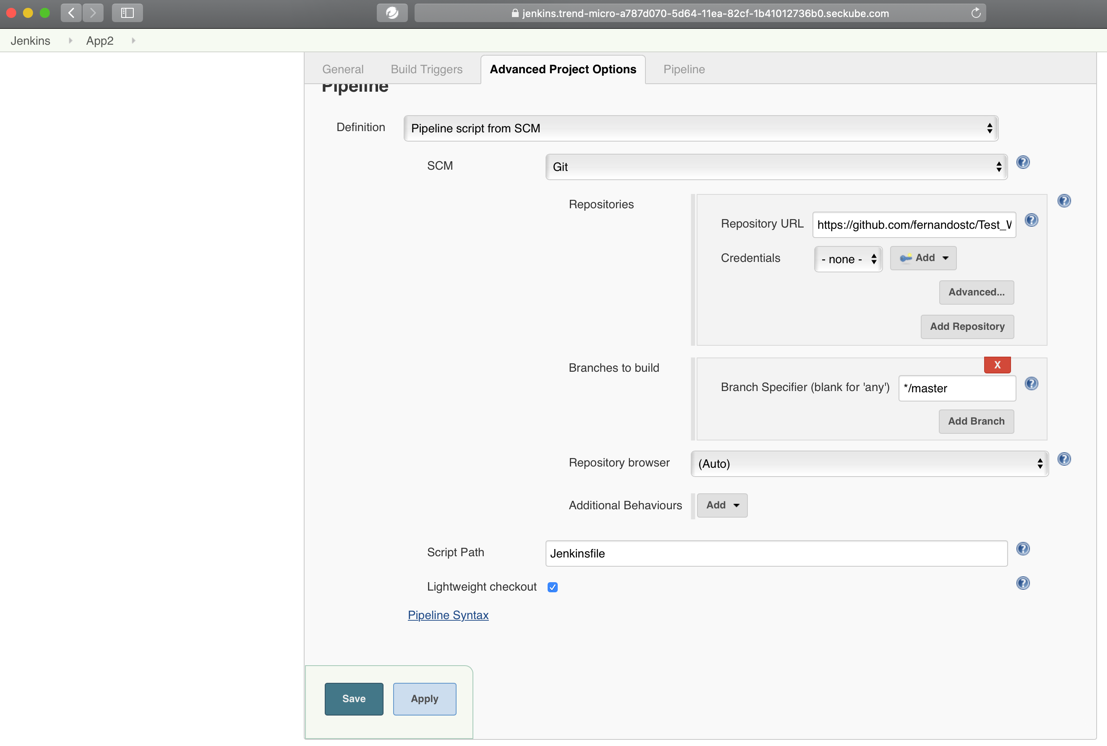 jenkins.trend-micro-a787d070-5d64-11ea-82cf-1b41012736b0.seckube.com
Jenkins App2
General Build Triggers Advanced Project Options Pipeline
Pipeline
Definition Pipeline script from SCM
SCM Git
Repositories
Repository URL https://github.com/fernandostc/Test_W
Credentials - none - Add
Advanced...
Add Repository
Branches to build
X
Branch Specifier (blank for 'any') */master
Add Branch
Repository browser (Auto)
Additional Behaviours Add
Script Path Jenkinsfile
Lightweight checkout
Pipeline Syntax
Save Apply